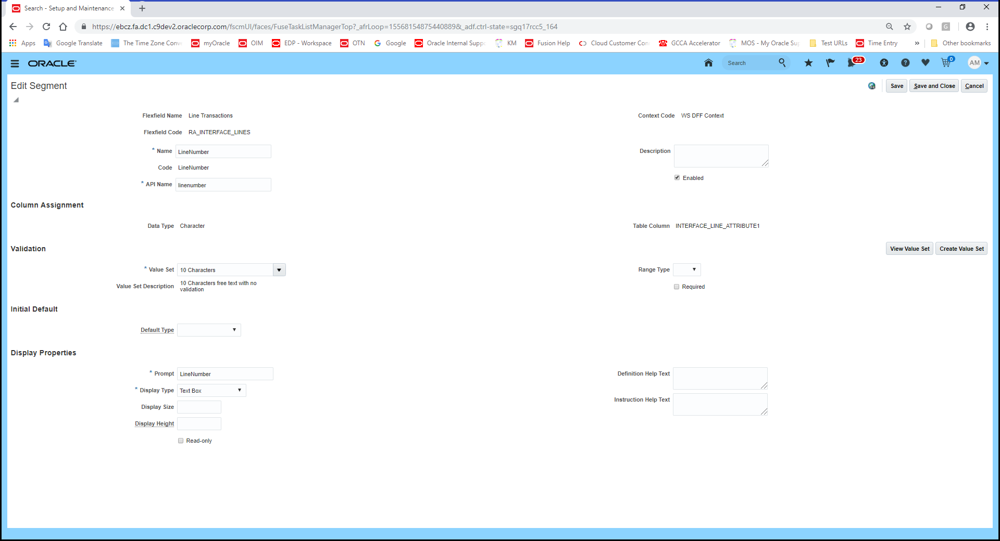 Search - Setup and Maintenance
https://ebcz.fa.dc1.c9dev2.oraclecorp.com/fscmUI/faces/FuseTaskListManagerTop?_afrLoop=15568154875440889&_adf.ctrl-state=sgq17rcc5_164
Apps Google Translate The Time Zone Conve myOracle OIM EDP - Workspace OTN Google Oracle Internal Suppo KM Fusion Help Cloud Customer Con GCCA Accelerator MOS - My Oracle Sup Test URLs Time Entry » Other bookmarks
ORACLE Search 23 0 AM
Edit Segment Save Save and Close Cancel
Flexfield Name Line Transactions Context Code WS DFF Context
Flexfield Code RA_INTERFACE_LINES
* Name LineNumber Description
Code LineNumber
Enabled
* API Name linenumber
Column Assignment
Data Type Character Table Column INTERFACE_LINE_ATTRIBUTE1
Validation View Value Set Create Value Set
* Value Set 10 Characters Range Type
Value Set Description 10 Characters free text with no
validation
Required
Initial Default
Default Type
Display Properties
* Prompt LineNumber Definition Help Text
* Display Type Text Box
Instruction Help Text
Display Size
Display Height
Read-only